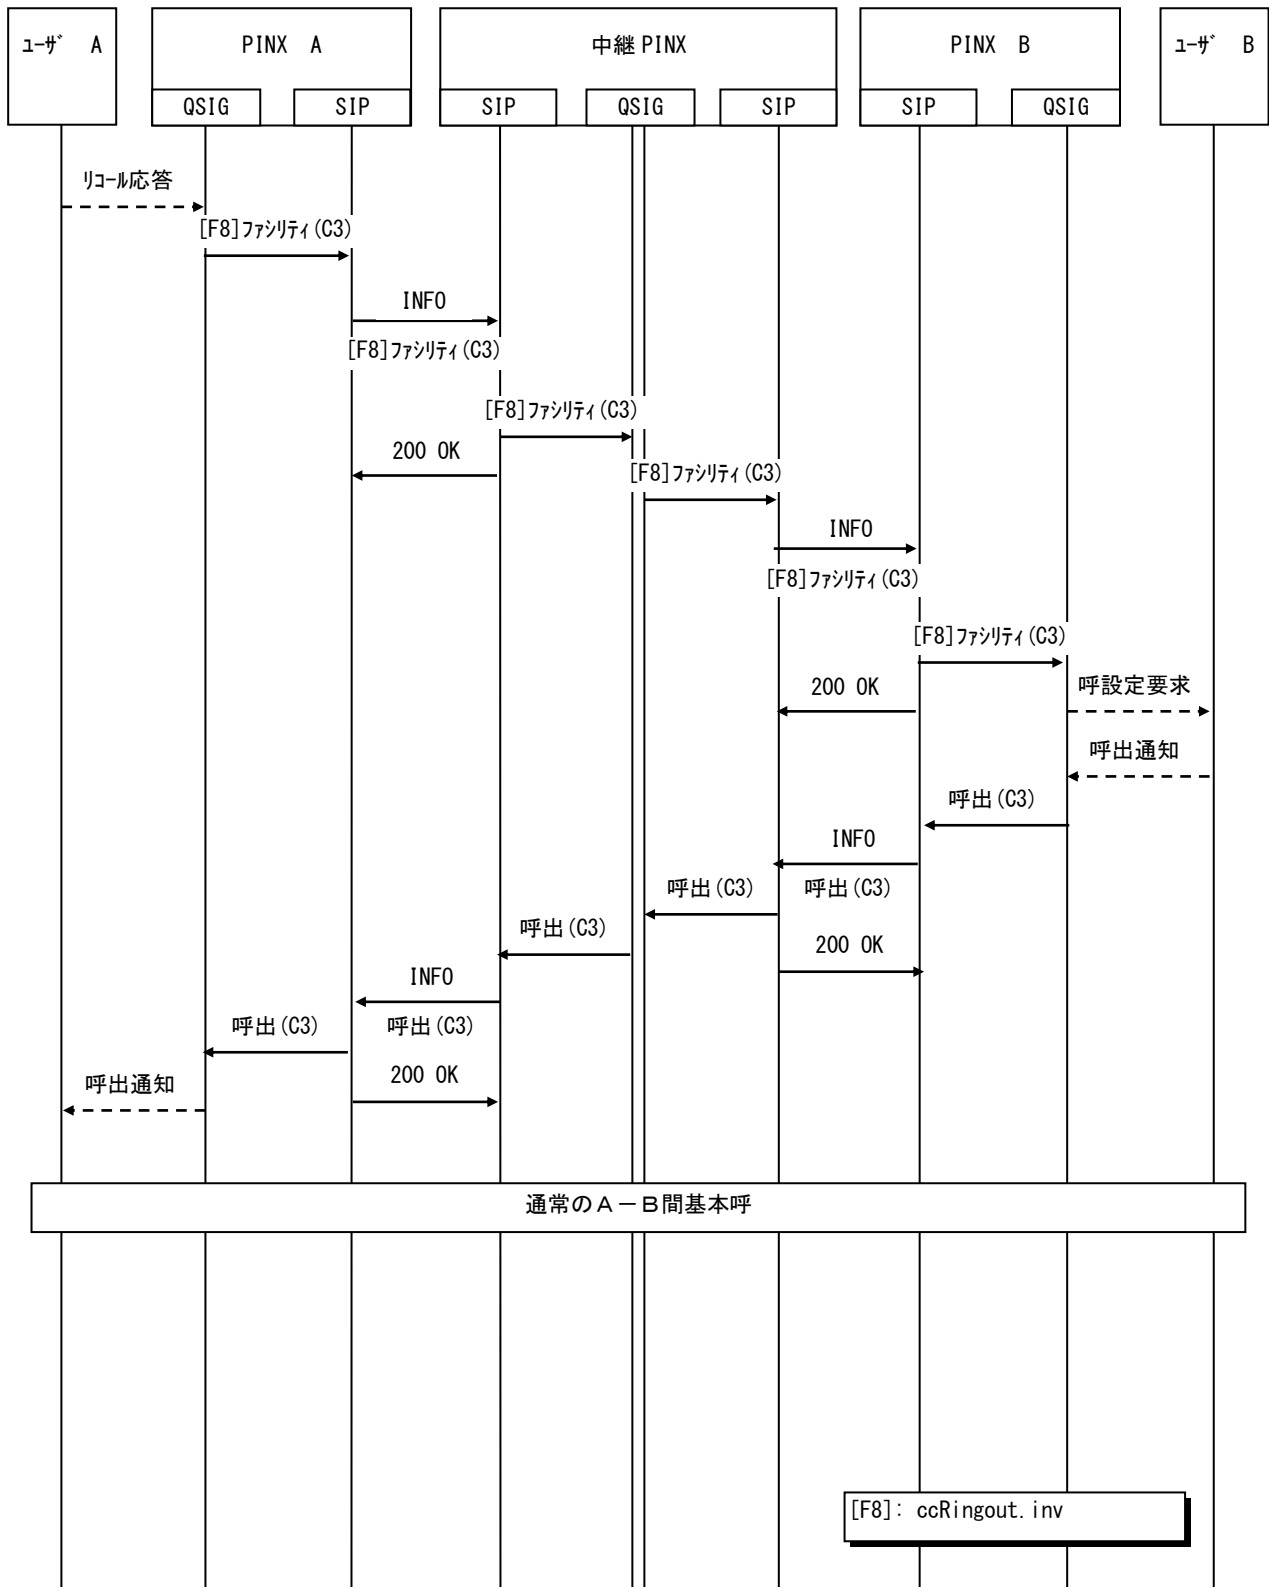 ﾕｰｻﾞ A
PINX A
中継PINX
PINX B
ﾕｰｻﾞ B
QSIG
SIP
SIP
QSIG
SIP
SIP
QSIG
ﾘｺｰﾙ応答
[F8]ﾌｧｼﾘﾃｨ(C3)
INFO
[F8]ﾌｧｼﾘﾃｨ(C3)
[F8]ﾌｧｼﾘﾃｨ(C3)
200 OK
[F8]ﾌｧｼﾘﾃｨ(C3)
INFO
[F8]ﾌｧｼﾘﾃｨ(C3)
[F8]ﾌｧｼﾘﾃｨ(C3)
200 OK
呼設定要求
呼出通知
呼出(C3)
INFO
呼出(C3)
呼出(C3)
呼出(C3)
200 OK
INFO
呼出(C3)
呼出(C3)
200 OK
呼出通知
通常のＡ－Ｂ間基本呼
[F8]: ccRingout.inv